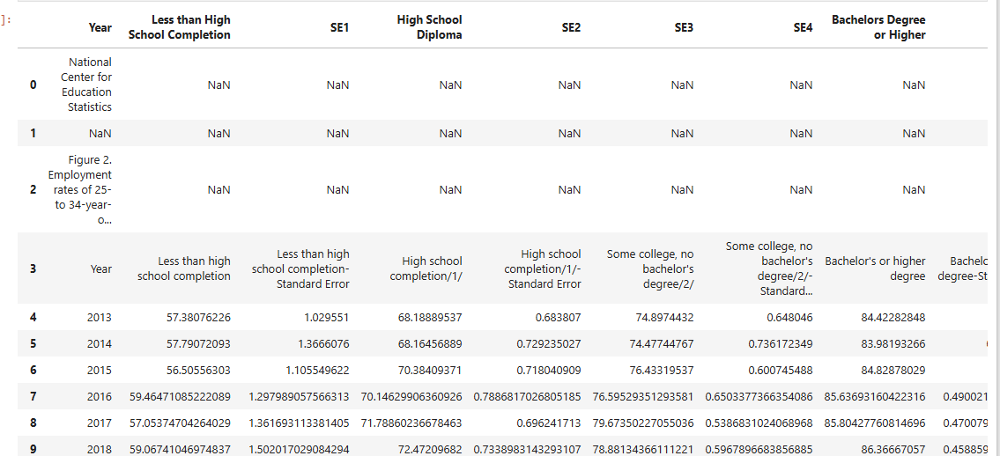 ]:
Year Less than High School Completion SE1 High School Diploma SE2 SE3 SE4 Bachelors Degree or Higher
0 National Center for Education Statistics NaN NaN NaN NaN NaN NaN NaN
1 NaN NaN NaN NaN NaN NaN NaN NaN
2 Figure 2. Employment rates of 25- to 34-year-o... NaN NaN NaN NaN NaN NaN NaN
3 Year Less than high school completion Less than high school completion-Standard Error High school completion/1/ High school completion/1/-Standard Error Some college, no bachelor's degree/2/ Some college, no bachelor's degree/2/-Standard... Bachelor's or higher degree Bachelo degree-St
4 2013 57.38076226 1.029551 68.18889537 0.683807 74.8974432 0.648046 84.42282848
5 2014 57.79072093 1.3666076 68.16456889 0.729235027 74.47744767 0.736172349 83.98193266
6 2015 56.50556303 1.105549622 70.38409371 0.718040909 76.43319537 0.600745488 84.82878029
7 2016 59.46471085222089 1.297989057566313 70.14629906360926 0.7886817026805185 76.59529351293581 0.6503377366354086 85.63693160422316 0.490021
8 2017 57.05374704264029 1.361693113381405 71.78860236678463 0.696241713 79.67350227055036 0.5386831024068968 85.80427760814696 0.470079
9 2018 59.06741046974837 1.502017029084294 72.47209682 0.7338983143293107 78.88134366111221 0.5967896683856885 86.36667057 0.458859